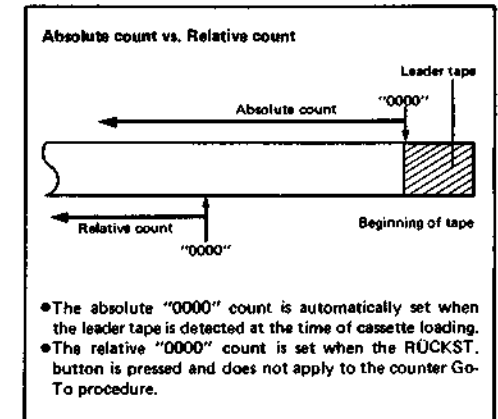 Absolute count vs. Relative count
Leader tape
"0000"
Absolute count
Relative count
Beginning of tape
"0000"
●The absolute "0000" count is automatically set when
the leader tape is detected at the time of cassette loading.
●The relative "0000" count is set when the RÜCKST.
button is pressed and does not apply to the counter Go-
To procedure.